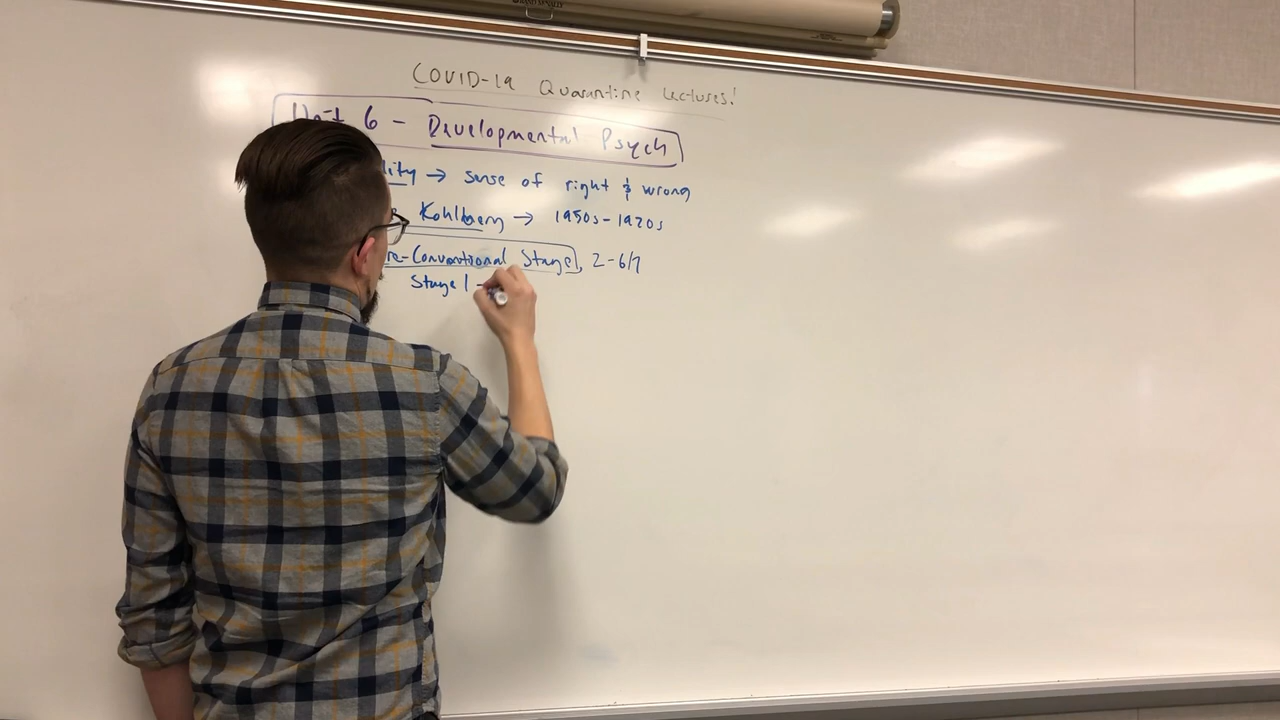 COVID-19 Quarantine Lectures!
Unit 6 - Developmental Psych
lity → sense of right & wrong
Kohlberg → 1950s-1970s
re-Conventional Stage, 2-6/7
Stage 1 -